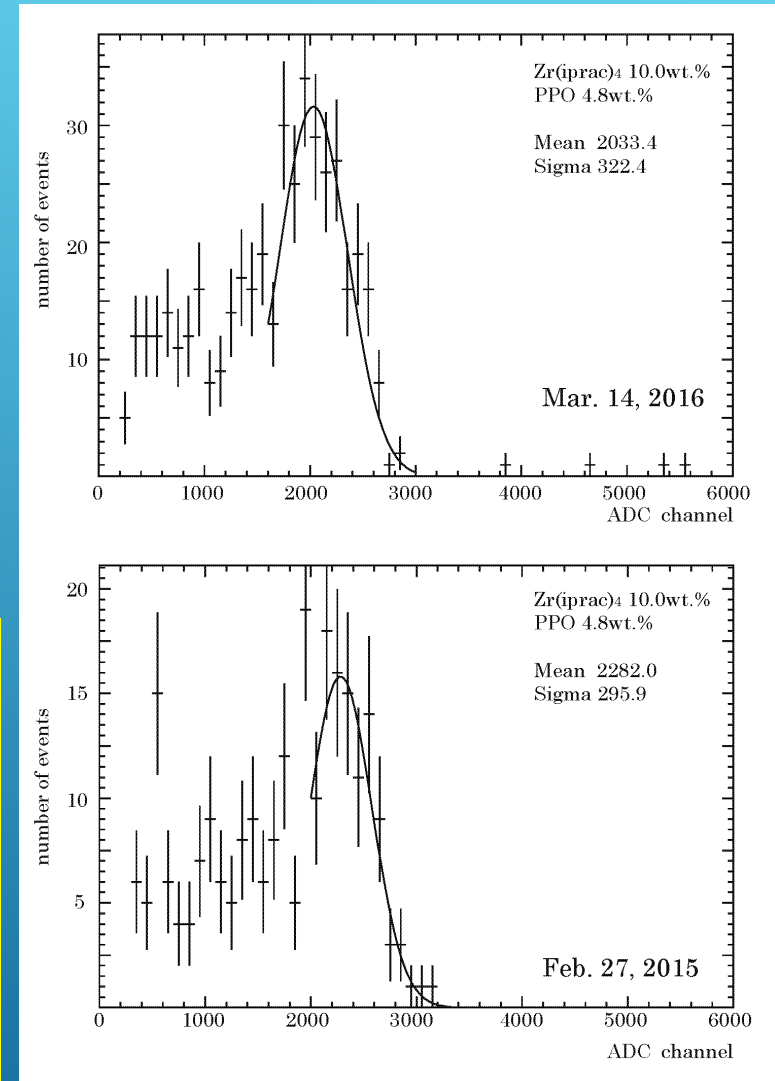 Zr(iprac)4 10.0wt.%
PPO 4.8wt.%
Mean 2033.4
Sigma 322.4
number of events
30
20
10
Mar. 14, 2016
0 1000 2000 3000 4000 5000 6000
ADC channel
Zr(iprac)4 10.0wt.%
PPO 4.8wt.%
Mean 2282.0
Sigma 295.9
number of events
20
15
10
5
Feb. 27, 2015
0 1000 2000 3000 4000 5000 6000
ADC channel